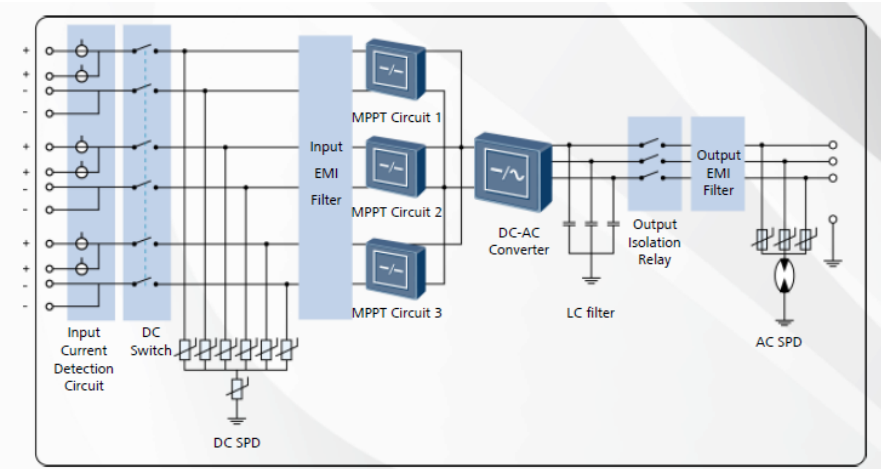 +
+
-
-
+
+
-
-
+
+
-
-
Input
Current
Detection
Circuit
DC
Switch
DC SPD
Input
EMI
Filter
MPPT Circuit 1
MPPT Circuit 2
MPPT Circuit 3
DC-AC
Converter
LC filter
Output
Isolation
Relay
Output
EMI
Filter
AC SPD